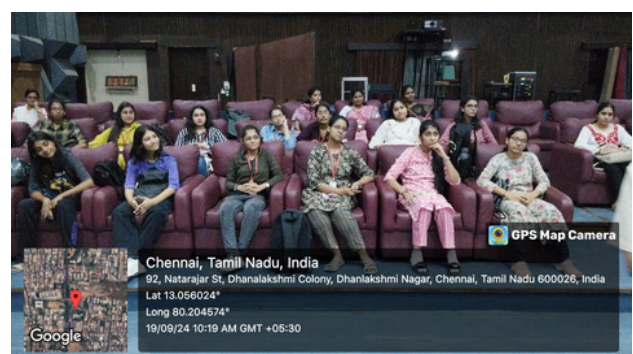 GPS Map Camera
Chennai, Tamil Nadu, India
92, Natarajar St, Dhanalakshmi Colony, Dhanlakshmi Nagar, Chennai, Tamil Nadu 600026, India
Lat 13.056024°
Long 80.204574°
19/09/24 10:19 AM GMT +05:30
Google